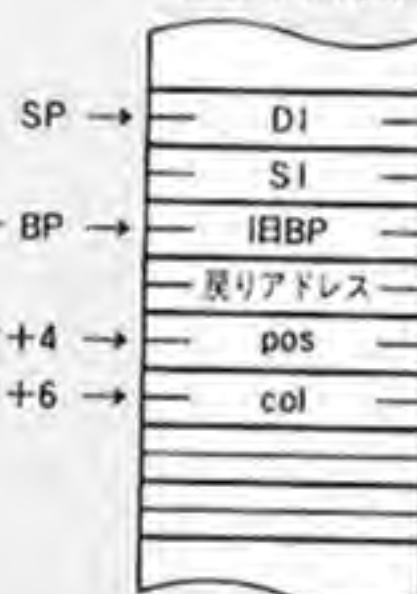 SP → DI
SI
BP → 旧BP
戻りアドレス
+4 → pos
+6 → col